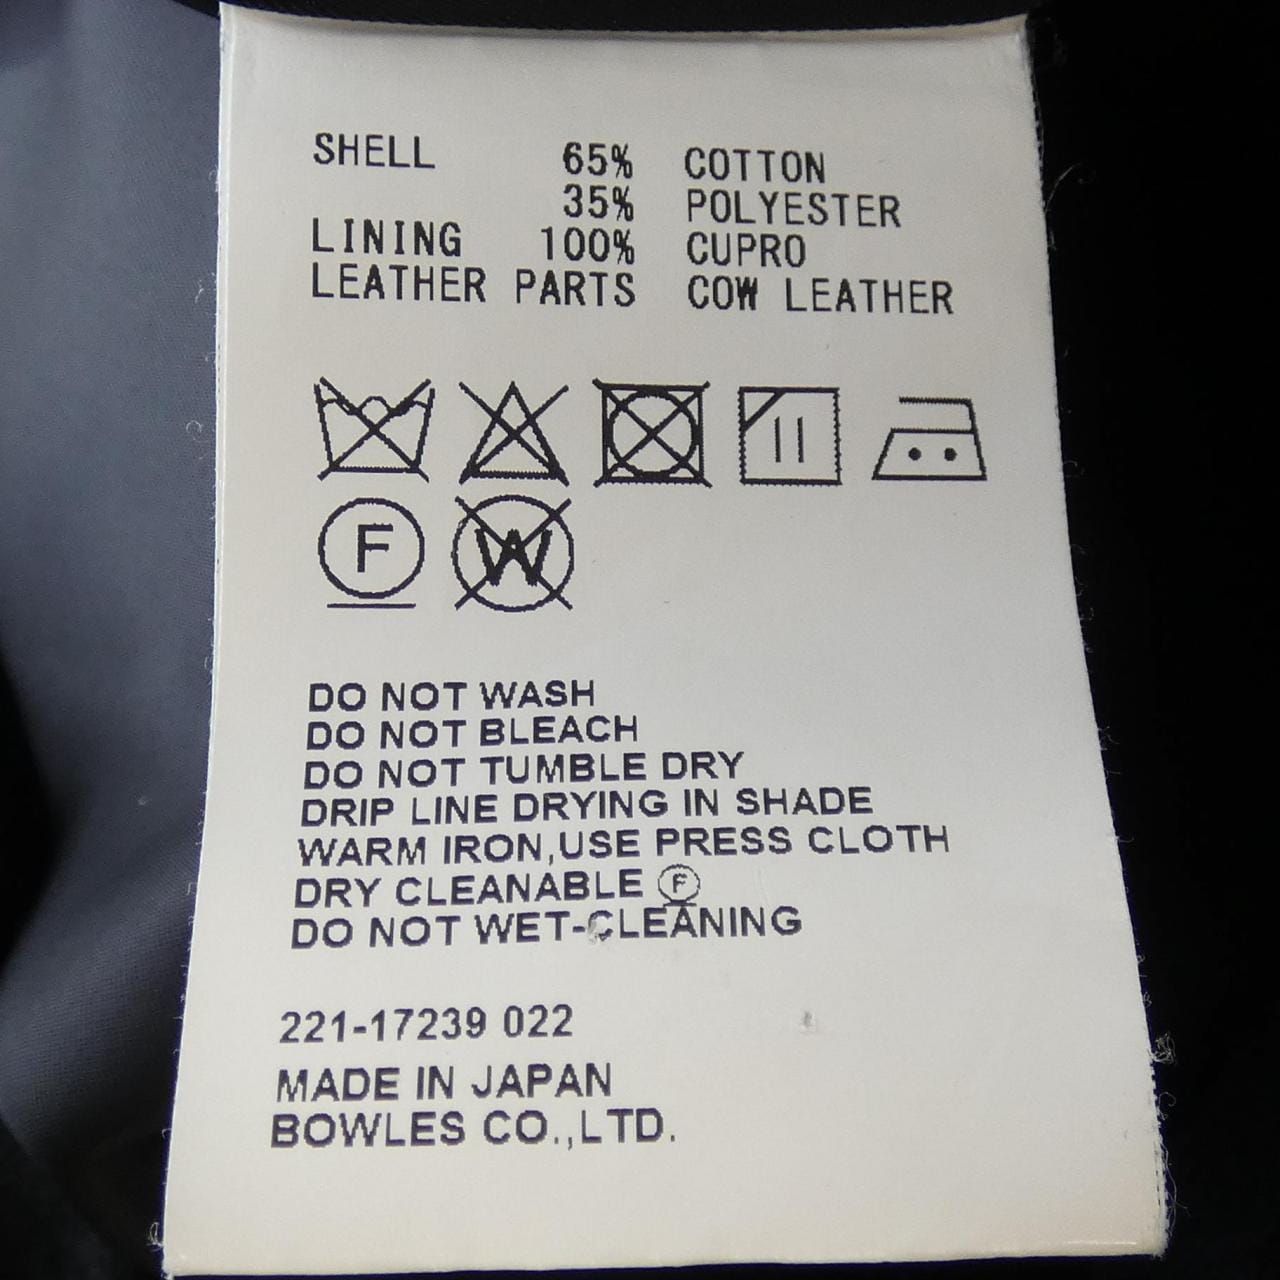 SHELL 65% COTTON
35% POLYESTER
LINING 100% CUPRO
LEATHER PARTS COW LEATHER
F W
DO NOT WASH
DO NOT BLEACH
DO NOT TUMBLE DRY
DRIP LINE DRYING IN SHADE
WARM IRON,USE PRESS CLOTH
DRY CLEANABLE Ⓕ
DO NOT WET-CLEANING
221-17239 022
MADE IN JAPAN
BOWLES CO.,LTD.